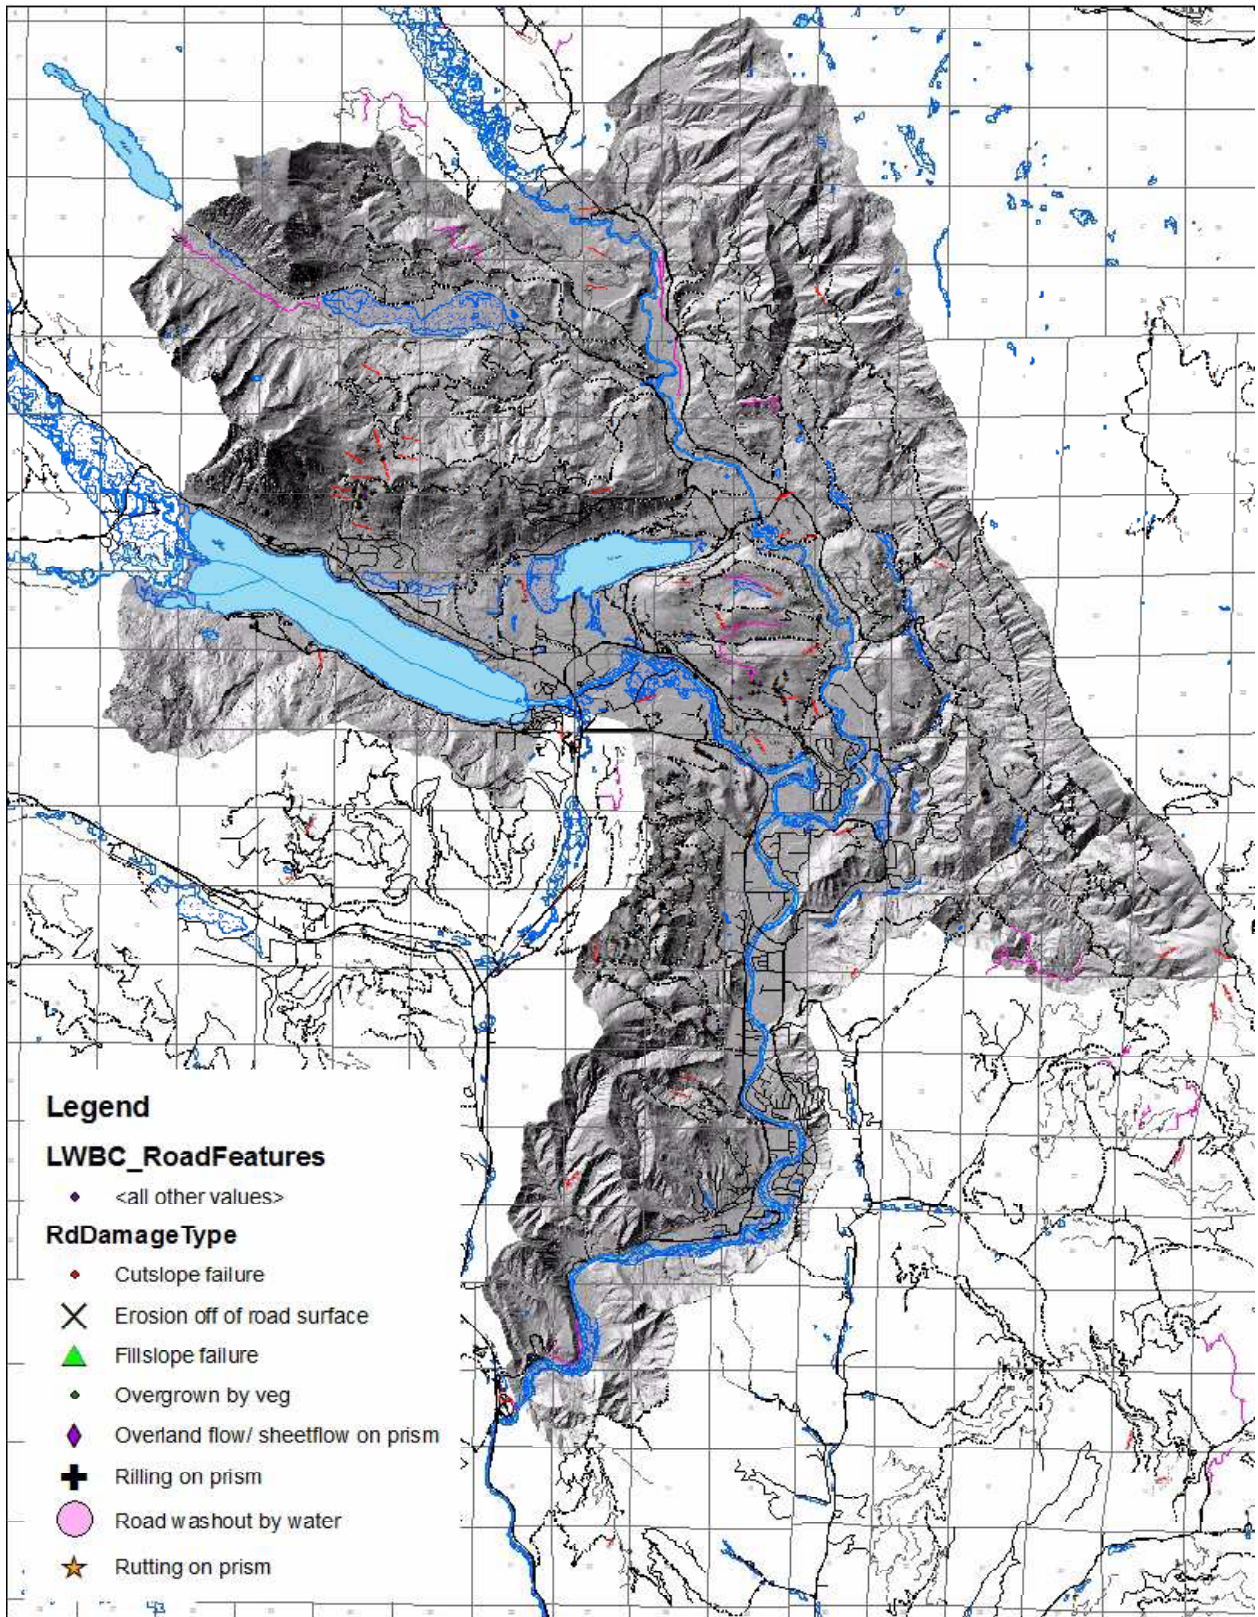 Legend
LWBC_RoadFeatures
<all other values>
RdDamageType
Cutslope failure
Erosion off of road surface
Fillslope failure
Overgrown by veg
Overland flow/ sheetflow on prism
Rilling on prism
Road washout by water
Rutting on prism